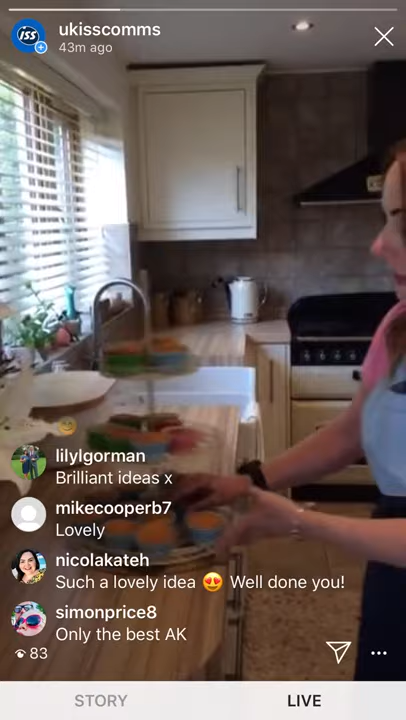 iss
ukisscomms
43m ago
lilylgorman
Brilliant ideas x
mikecooperb7
Lovely
nicolakateh
Such a lovely idea 😍 Well done you!
simonprice8
Only the best AK
83
STORY
LIVE